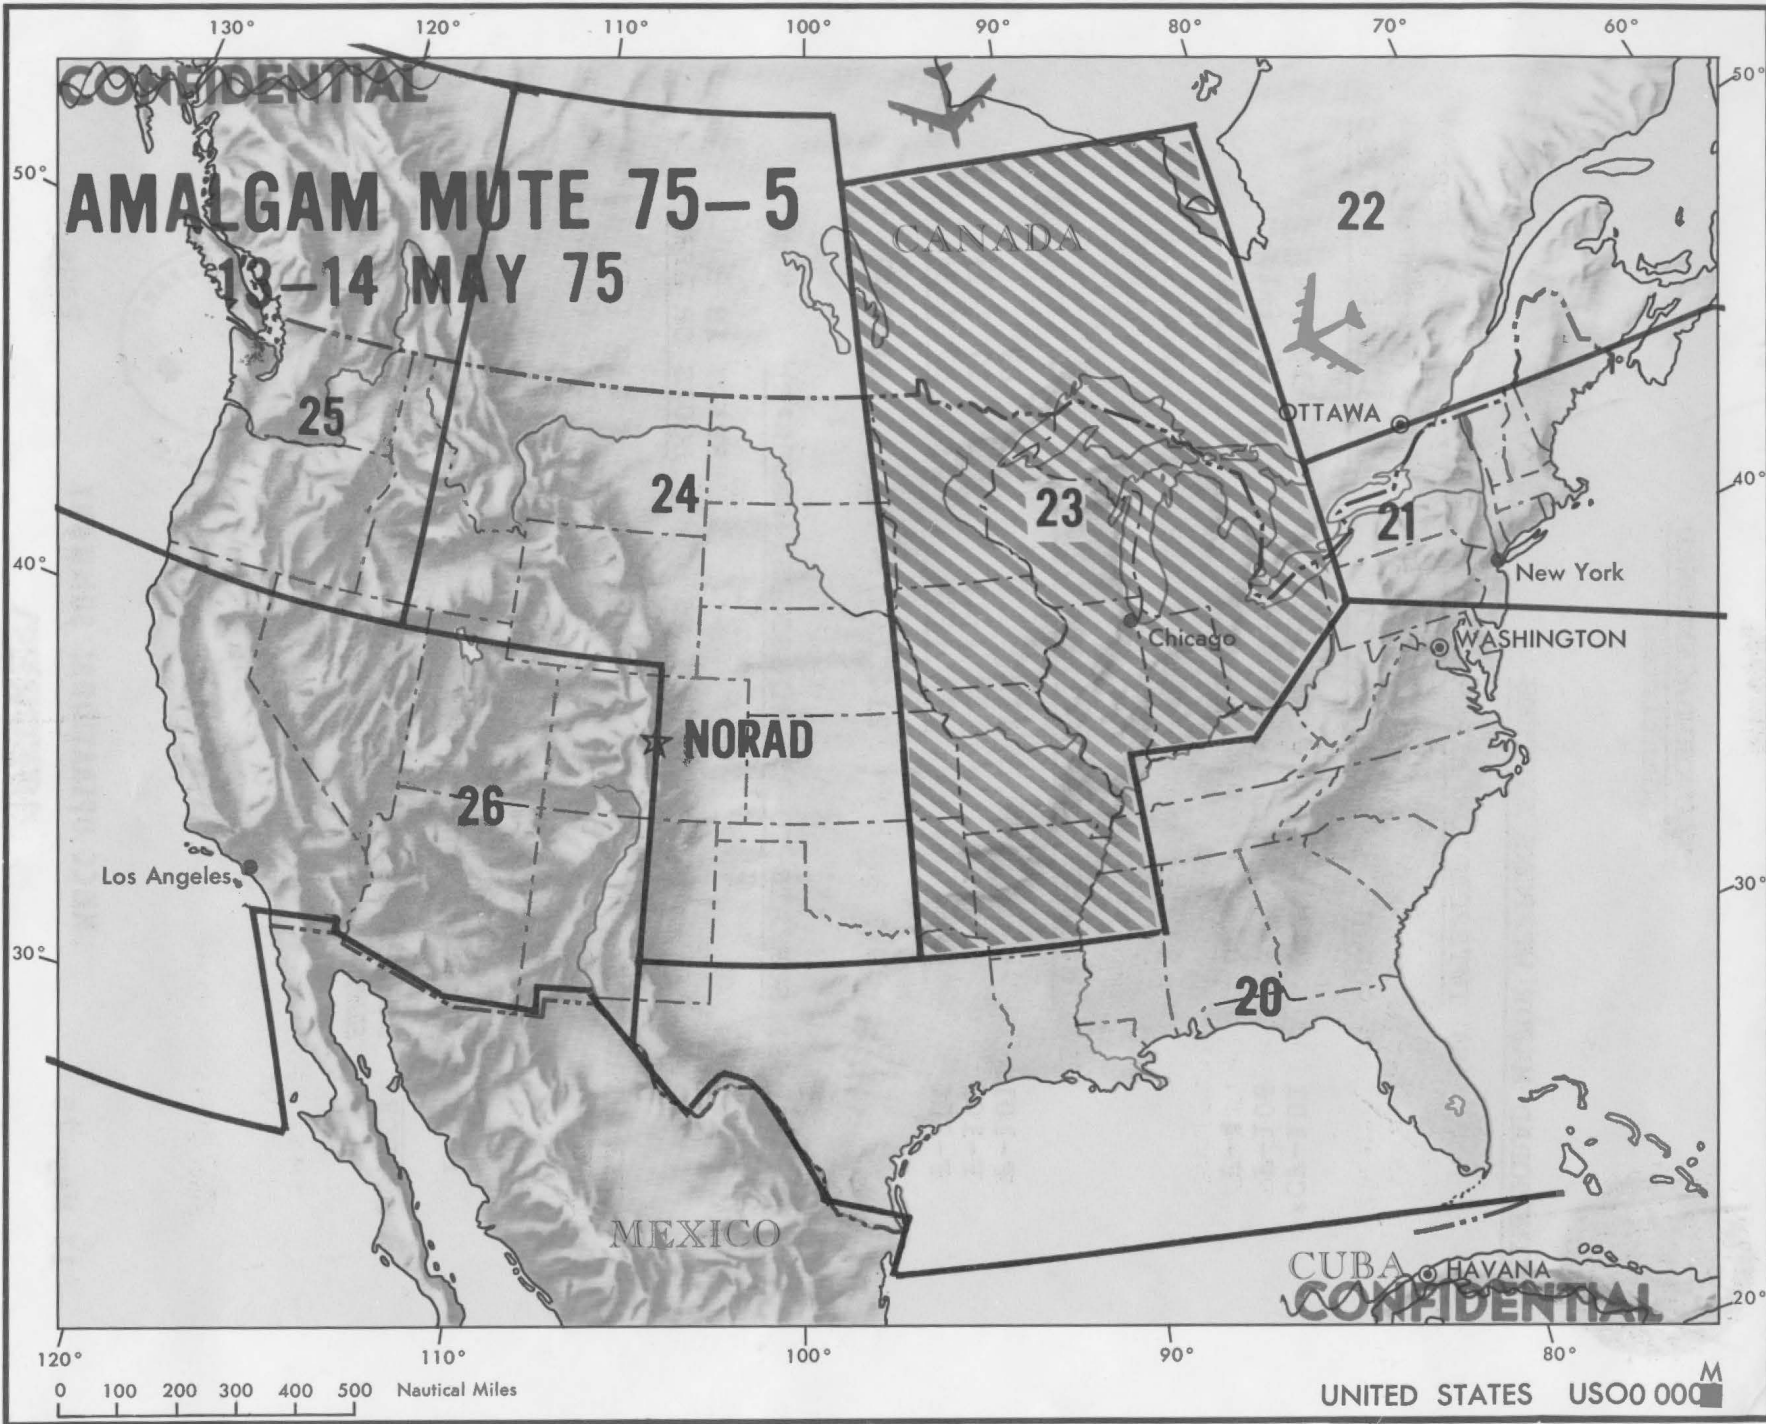 130° 120° 110° 100° 90° 80° 70° 60°
CONFIDENTIAL
50°
50°
AMALGAM MUTE 75-5
13-14 MAY 75
CANADA
22
25
OTTAWA
24
23
21
40°
40°
New York
Chicago
WASHINGTON
NORAD
26
Los Angeles
30°
30°
20
MEXICO
CUBA
HAVANA
CONFIDENTIAL
20°
120° 110° 100° 90° 80°
0 100 200 300 400 500 Nautical Miles
M
UNITED STATES USO0 000